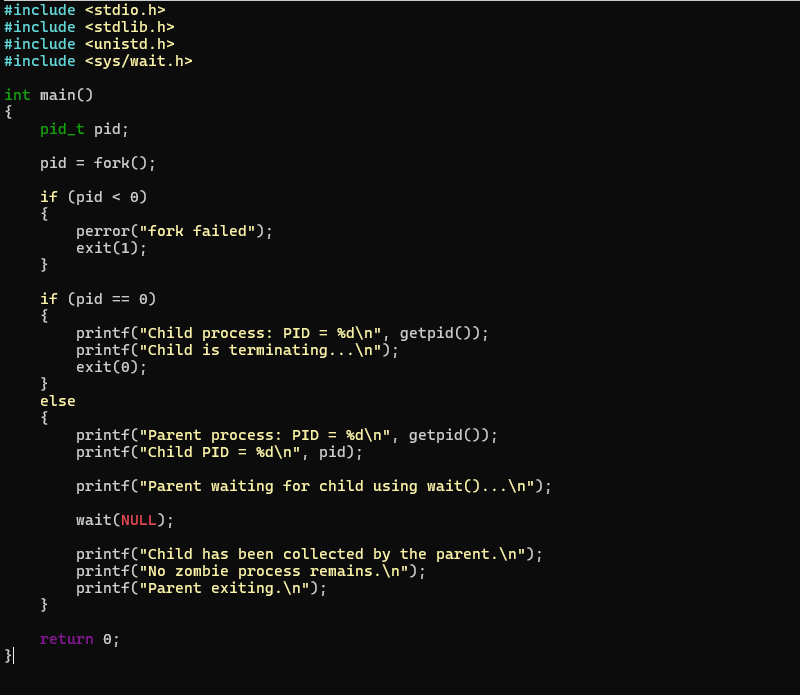 #include <stdio.h>
#include <stdlib.h>
#include <unistd.h>
#include <sys/wait.h>

int main()
{
    pid_t pid;

    pid = fork();

    if (pid < 0)
    {
        perror("fork failed");
        exit(1);
    }

    if (pid == 0)
    {
        printf("Child process: PID = %d\n", getpid());
        printf("Child is terminating...\n");
        exit(0);
    }
    else
    {
        printf("Parent process: PID = %d\n", getpid());
        printf("Child PID = %d\n", pid);

        printf("Parent waiting for child using wait()...\n");

        wait(NULL);

        printf("Child has been collected by the parent.\n");
        printf("No zombie process remains.\n");
        printf("Parent exiting.\n");
    }

    return 0;
}